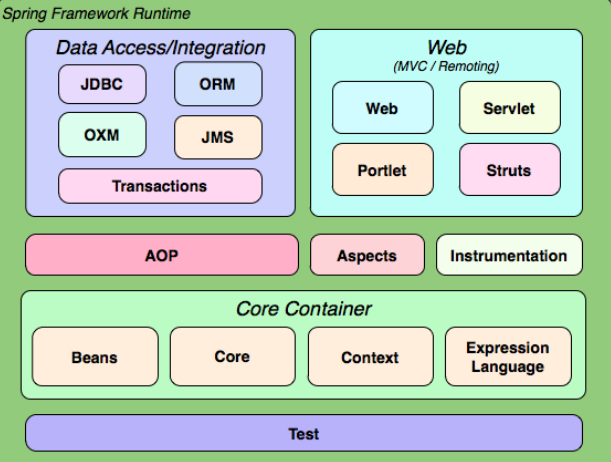 Spring Framework Runtime
Data Access/Integration
JDBC
ORM
OXM
JMS
Transactions
Web
(MVC / Remoting)
Web
Servlet
Portlet
Struts
AOP
Aspects
Instrumentation
Core Container
Beans
Core
Context
Expression
Language
Test